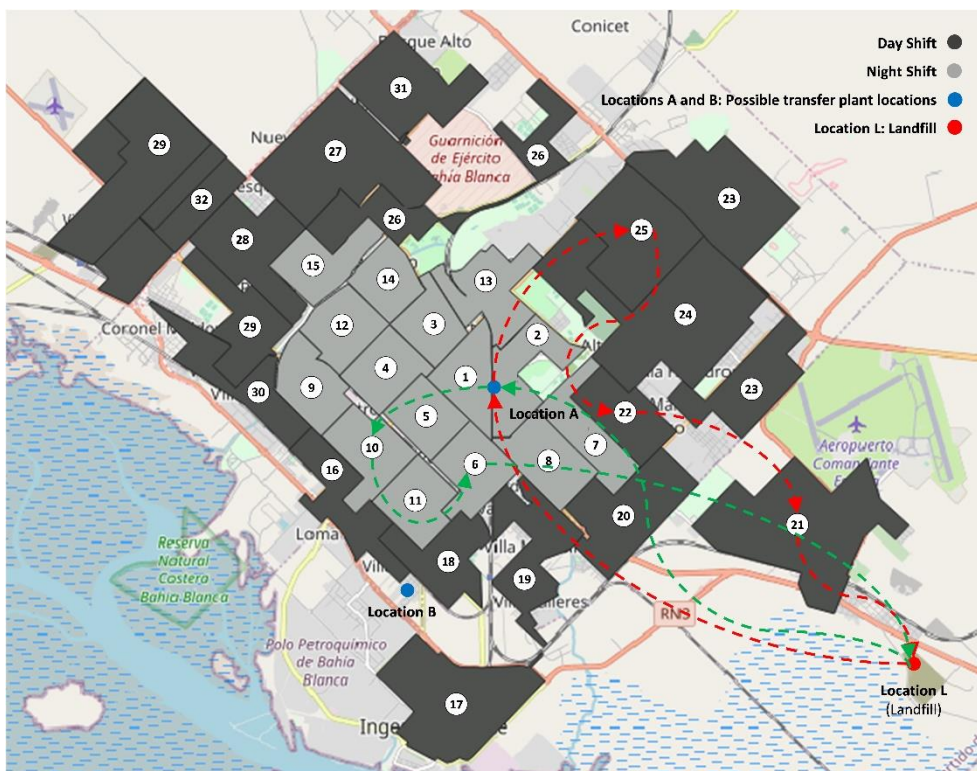 Conicet
Parque Alto
Day Shift
Night Shift
Locations A and B: Possible transfer plant locations
Location L: Landfill
31
29
27
26
Guarnición
de Ejército
Bahía Blanca
23
32
28
26
25
15
14
13
24
12
3
2
29
4
1
Location A
30
9
5
22
23
10
6
8
7
16
11
20
21
Aeropuerto
Comandante
18
19
Reserva
Natural
Costera
Bahía Blanca
Location B
RN3
Polo Petroquímico
de Bahía
Blanca
17
Location L
(Landfill)